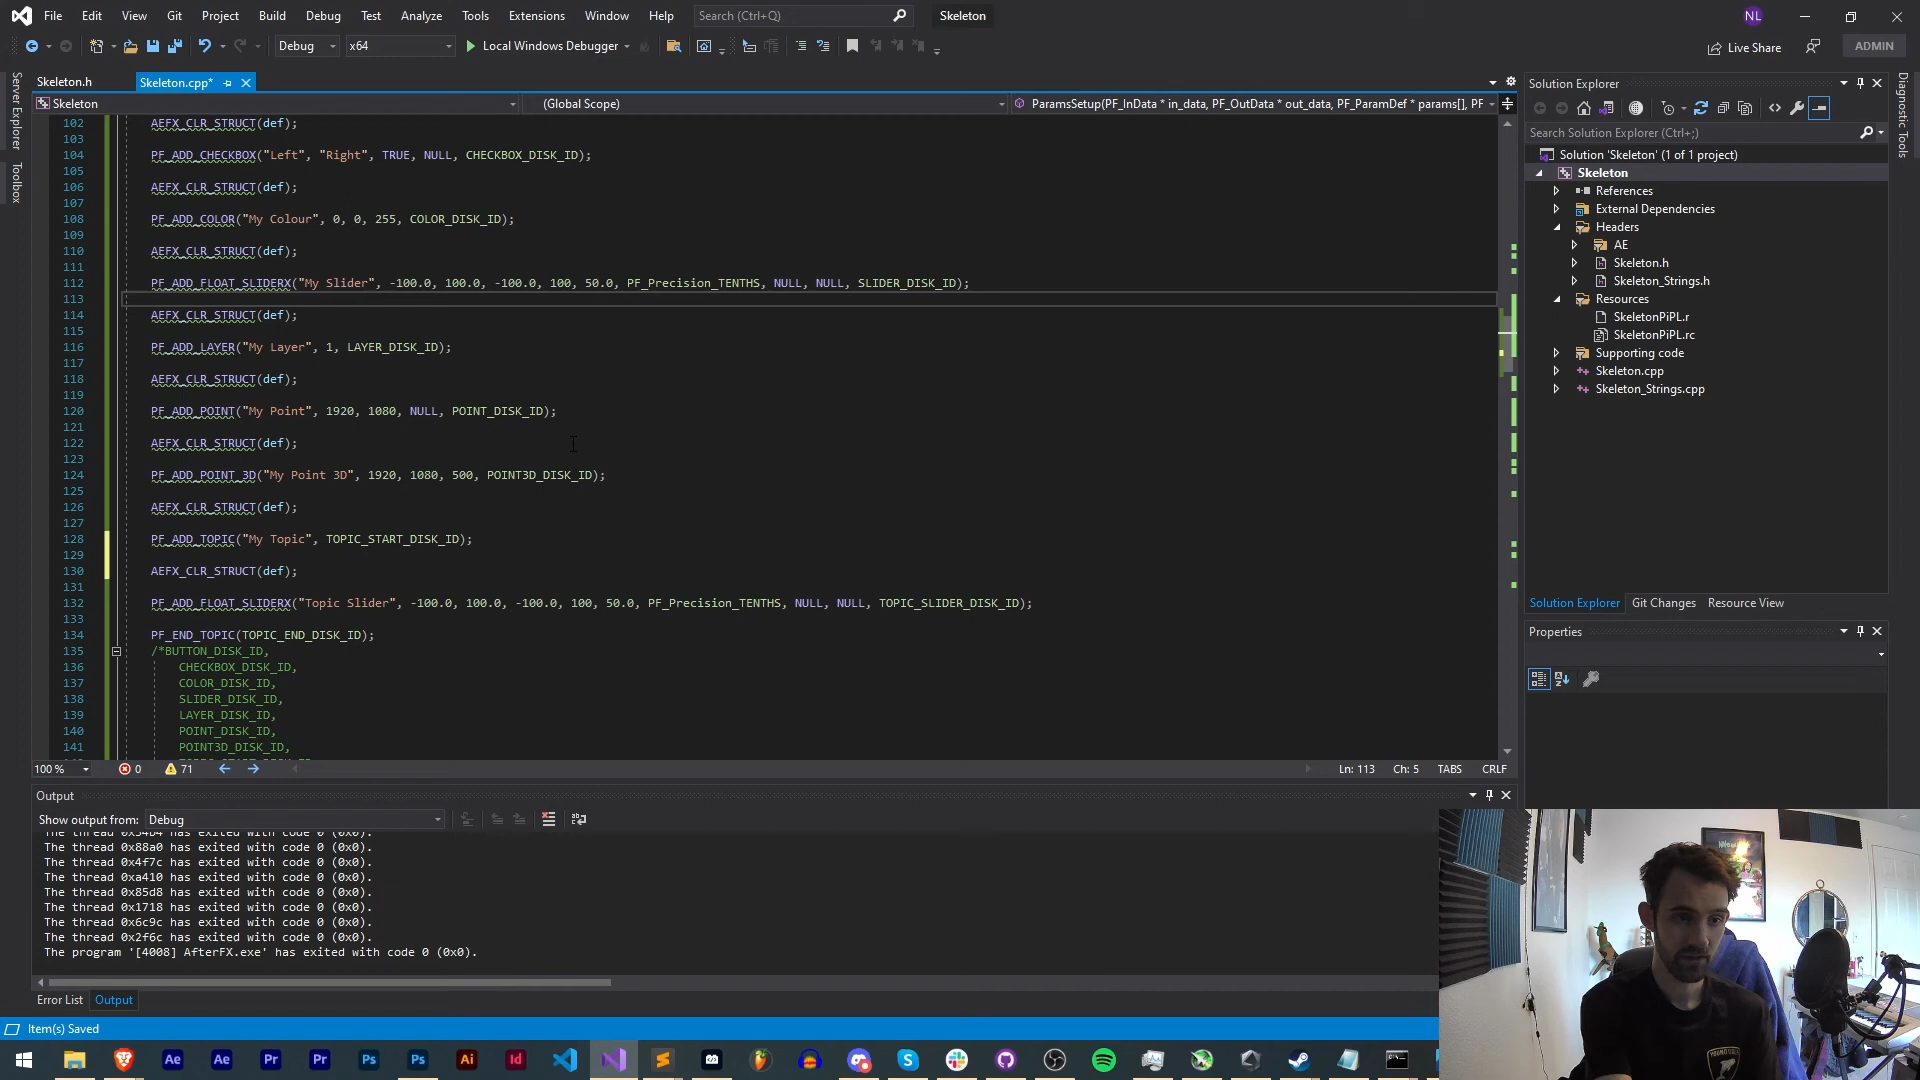 File Edit View Git Project Build Debug Test Analyze Tools Extensions Window Help Search (Ctrl+Q) Skeleton NL
Debug x64 Local Windows Debugger Live Share ADMIN
Server Explorer
Toolbox
Skeleton.h Skeleton.cpp*
Skeleton (Global Scope) ParamsSetup(PF_InData * in_data, PF_OutData * out_data, PF_ParamDef * params[], PF
102 AEFX_CLR_STRUCT(def);
103
104 PF_ADD_CHECKBOX("Left", "Right", TRUE, NULL, CHECKBOX_DISK_ID);
105
106 AEFX_CLR_STRUCT(def);
107
108 PF_ADD_COLOR("My Colour", 0, 0, 255, COLOR_DISK_ID);
109
110 AEFX_CLR_STRUCT(def);
111
112 PF_ADD_FLOAT_SLIDERX("My Slider", -100.0, 100.0, -100.0, 100, 50.0, PF_Precision_TENTHS, NULL, NULL, SLIDER_DISK_ID);
113
114 AEFX_CLR_STRUCT(def);
115
116 PF_ADD_LAYER("My Layer", 1, LAYER_DISK_ID);
117
118 AEFX_CLR_STRUCT(def);
119
120 PF_ADD_POINT("My Point", 1920, 1080, NULL, POINT_DISK_ID);
121
122 AEFX_CLR_STRUCT(def);
123
124 PF_ADD_POINT_3D("My Point 3D", 1920, 1080, 500, POINT3D_DISK_ID);
125
126 AEFX_CLR_STRUCT(def);
127
128 PF_ADD_TOPIC("My Topic", TOPIC_START_DISK_ID);
129
130 AEFX_CLR_STRUCT(def);
131
132 PF_ADD_FLOAT_SLIDERX("Topic Slider", -100.0, 100.0, -100.0, 100, 50.0, PF_Precision_TENTHS, NULL, NULL, TOPIC_SLIDER_DISK_ID);
133
134 PF_END_TOPIC(TOPIC_END_DISK_ID);
135 /*BUTTON_DISK_ID,
136 CHECKBOX_DISK_ID,
137 COLOR_DISK_ID,
138 SLIDER_DISK_ID,
139 LAYER_DISK_ID,
140 POINT_DISK_ID,
141 POINT3D_DISK_ID,
100 % 0 71 Ln: 113 Ch: 5 TABS CRLF
Output
Show output from: Debug
The thread 0x88a0 has exited with code 0 (0x0).
The thread 0x4f7c has exited with code 0 (0x0).
The thread 0xa410 has exited with code 0 (0x0).
The thread 0x85d8 has exited with code 0 (0x0).
The thread 0x1718 has exited with code 0 (0x0).
The thread 0x6c9c has exited with code 0 (0x0).
The thread 0x2f6c has exited with code 0 (0x0).
The program '[4008] AfterFX.exe' has exited with code 0 (0x0).
Error List Output
Item(s) Saved
Solution Explorer
Search Solution Explorer (Ctrl+;)
Solution 'Skeleton' (1 of 1 project)
Skeleton
References
External Dependencies
Headers
AE
Skeleton.h
Skeleton_Strings.h
Resources
SkeletonPiPL.r
SkeletonPiPL.rc
Supporting code
Skeleton.cpp
Skeleton_Strings.cpp
Solution Explorer Git Changes Resource View
Properties
Diagnostic Tools
Ae Ae Pr Pr Ps Ps Ai Id